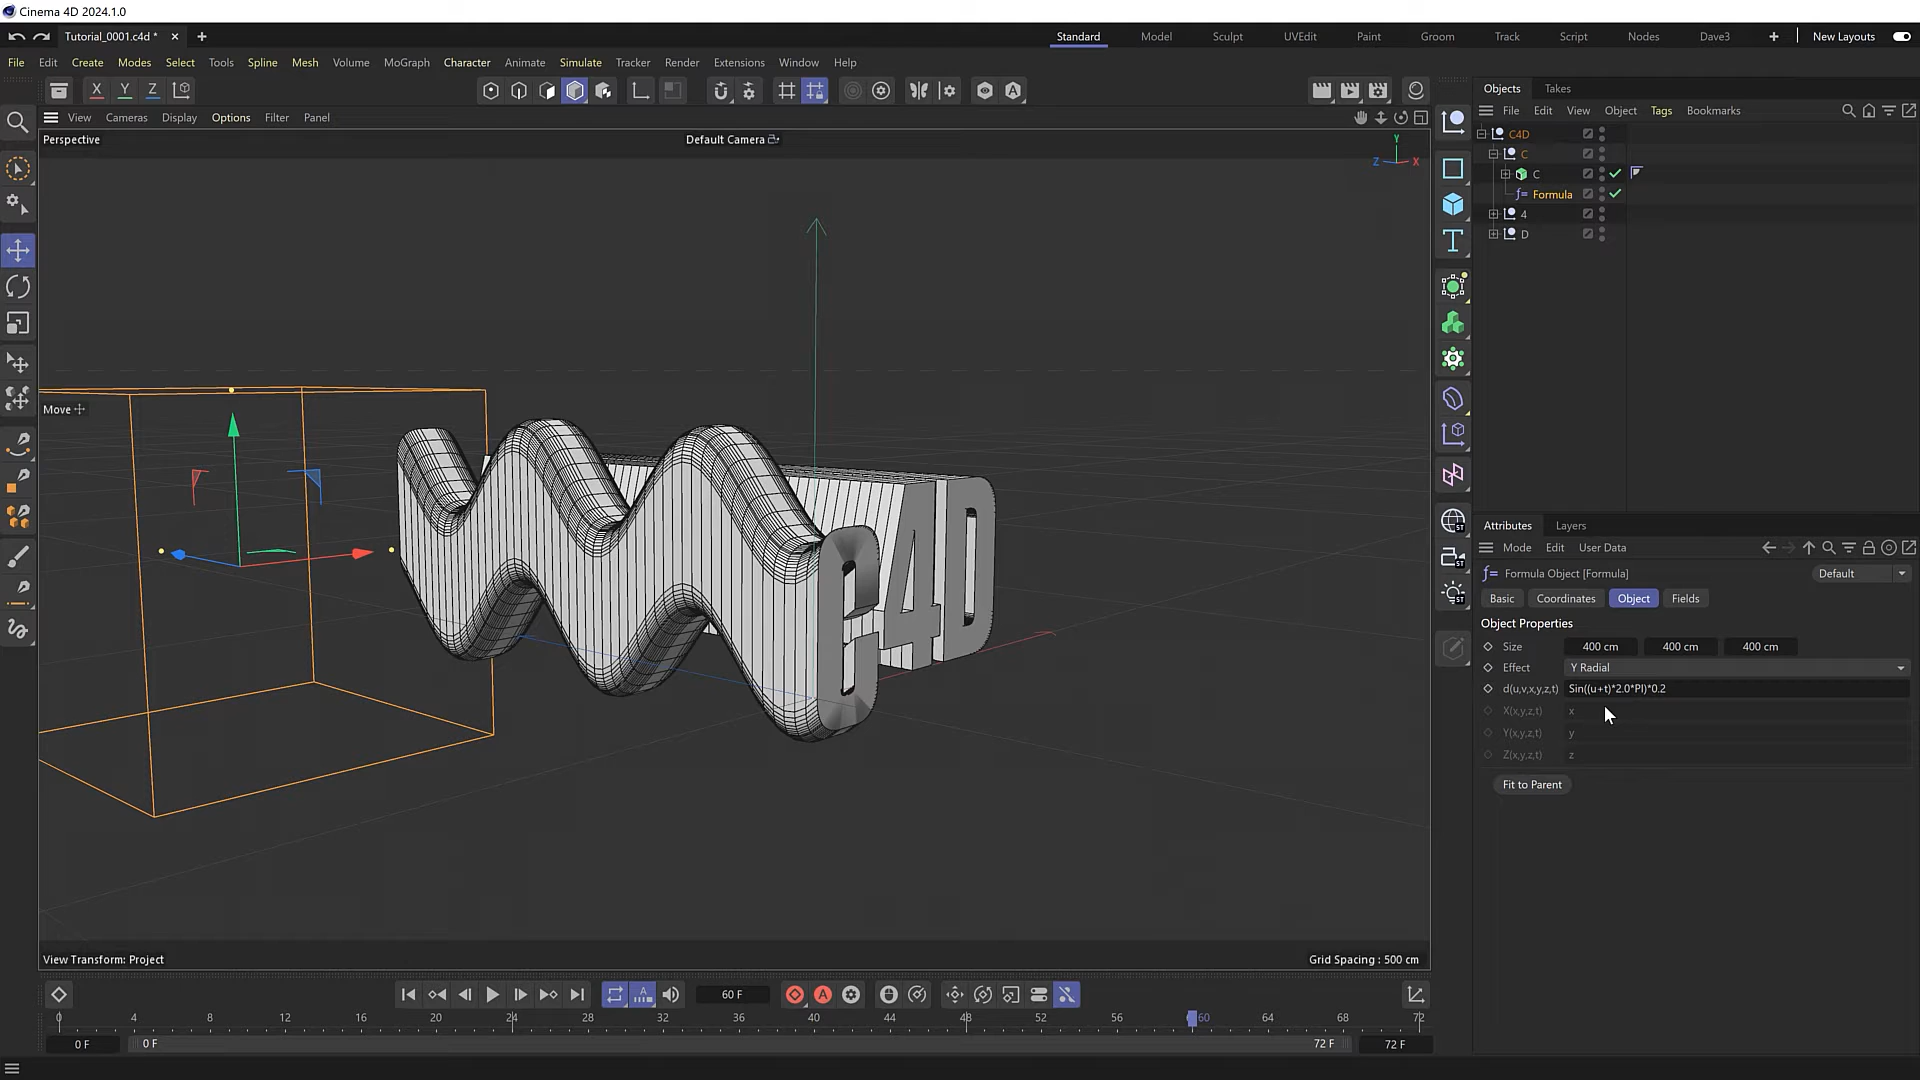 Cinema 4D 2024.1.0
Tutorial_0001.c4d *
Standard Model Sculpt UVEdit Paint Groom Track Script Nodes Dave3 New Layouts
File Edit Create Modes Select Tools Spline Mesh Volume MoGraph Character Animate Simulate Tracker Render Extensions Window Help
X Y Z
Objects Takes
View Cameras Display Options Filter Panel
File Edit View Object Tags Bookmarks
Perspective
Default Camera
Y
Z X
C4D
C
C
Formula
4
D
Move
C4D
Attributes Layers
Mode Edit User Data
Formula Object [Formula]
Default
Basic Coordinates Object Fields
Object Properties
Size 400 cm 400 cm 400 cm
Effect Y Radial
d(u,v,x,y,z,t) Sin((u+t)*2.0*PI)*0.2
X(x,y,z,t) x
Y(x,y,z,t) y
Z(x,y,z,t) z
Fit to Parent
View Transform: Project
Grid Spacing : 500 cm
60 F
0 4 8 12 16 20 24 28 32 36 40 44 48 52 56 60 64 68 72
0 F 0 F 72 F 72 F